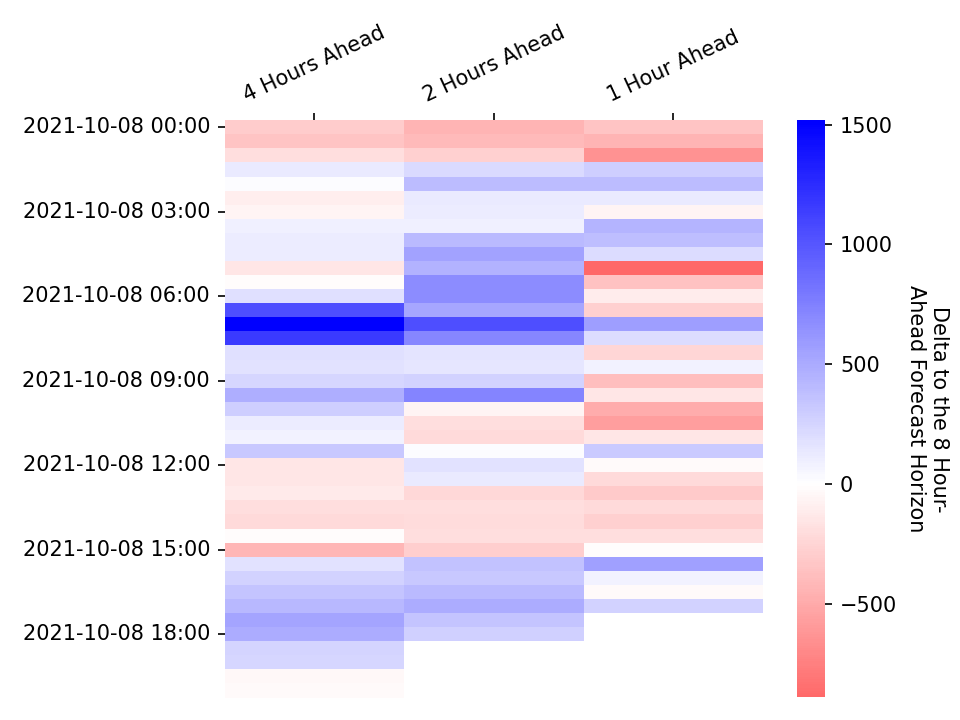 4 Hours Ahead
2 Hours Ahead
1 Hour Ahead
2021-10-08 00:00
2021-10-08 03:00
2021-10-08 06:00
2021-10-08 09:00
2021-10-08 12:00
2021-10-08 15:00
2021-10-08 18:00
1500
1000
500
0
−500
Delta to the 8 Hour-
Ahead Forecast Horizon